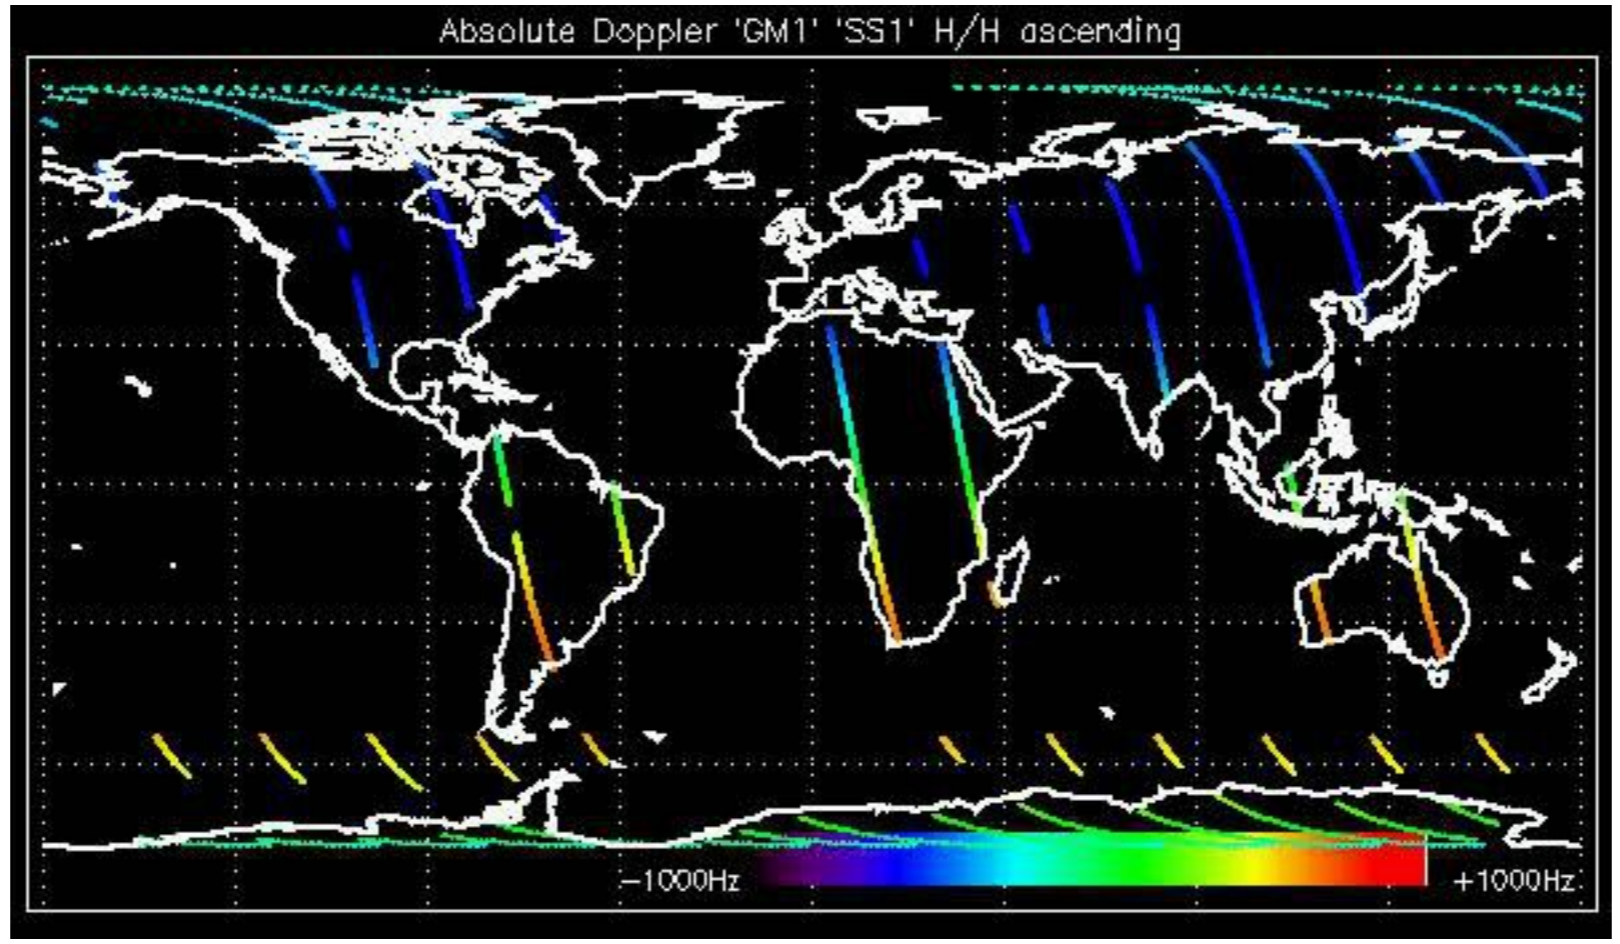 Absolute Doppler 'GM1' 'SS1' H/H ascending
-1000Hz +1000Hz